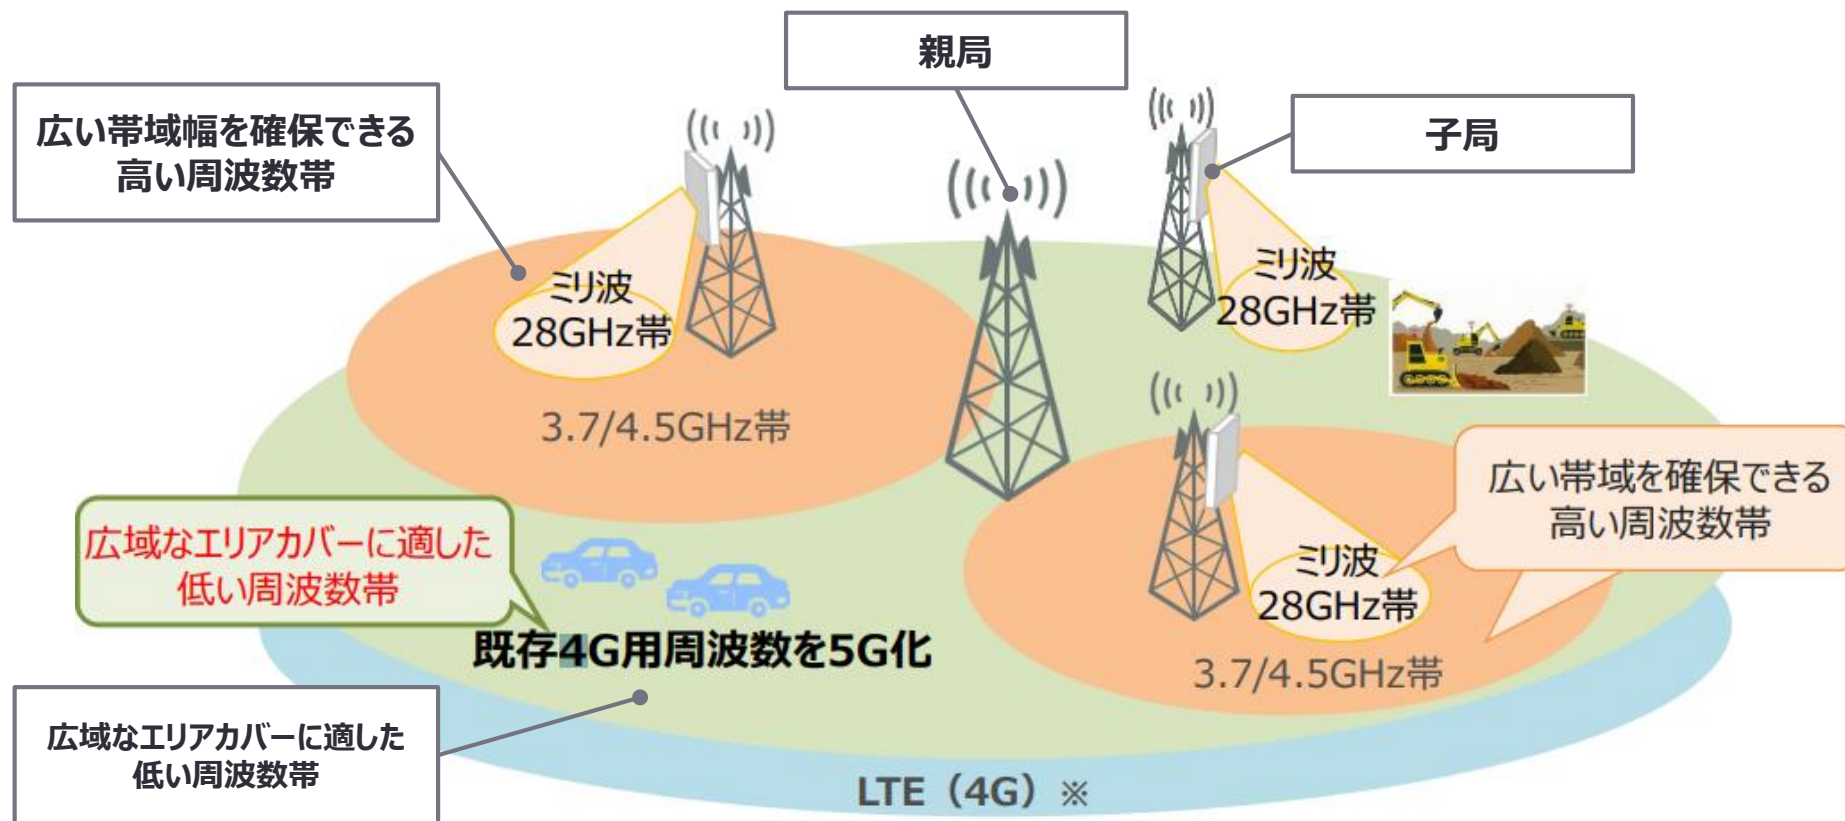 親局
広い帯域幅を確保できる
高い周波数帯
子局
ミリ波
28GHz帯
ミリ波
28GHz帯
3.7/4.5GHz帯
広い帯域を確保できる
高い周波数帯
広域なエリアカバーに適した
低い周波数帯
ミリ波
28GHz帯
既存4G用周波数を5G化
3.7/4.5GHz帯
広域なエリアカバーに適した
低い周波数帯
LTE（4G）※